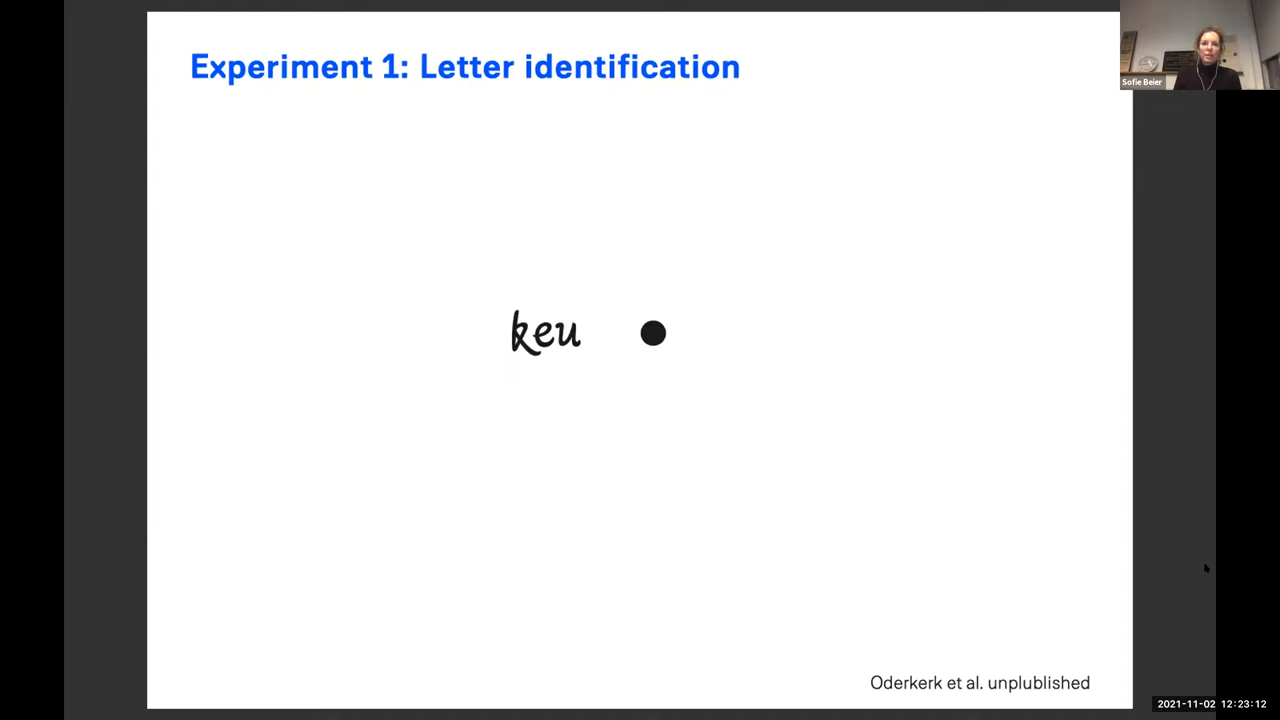 Experiment 1: Letter identification
Sofie Beier
keu
Oderkerk et al. unplublished
2021-11-02 12:23:12